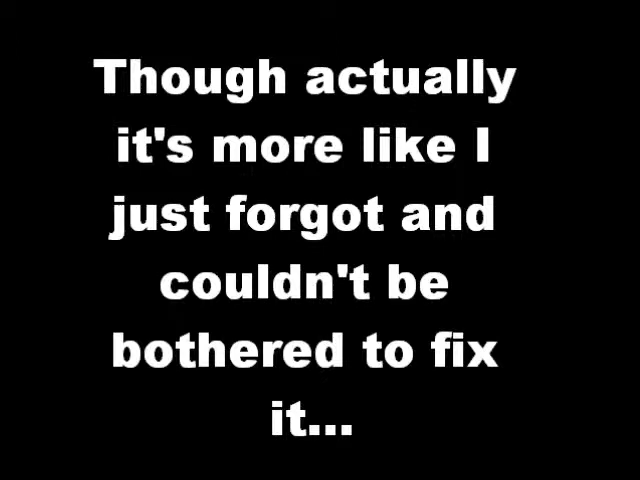 Though actually
it's more like I
just forgot and
couldn't be
bothered to fix
it...